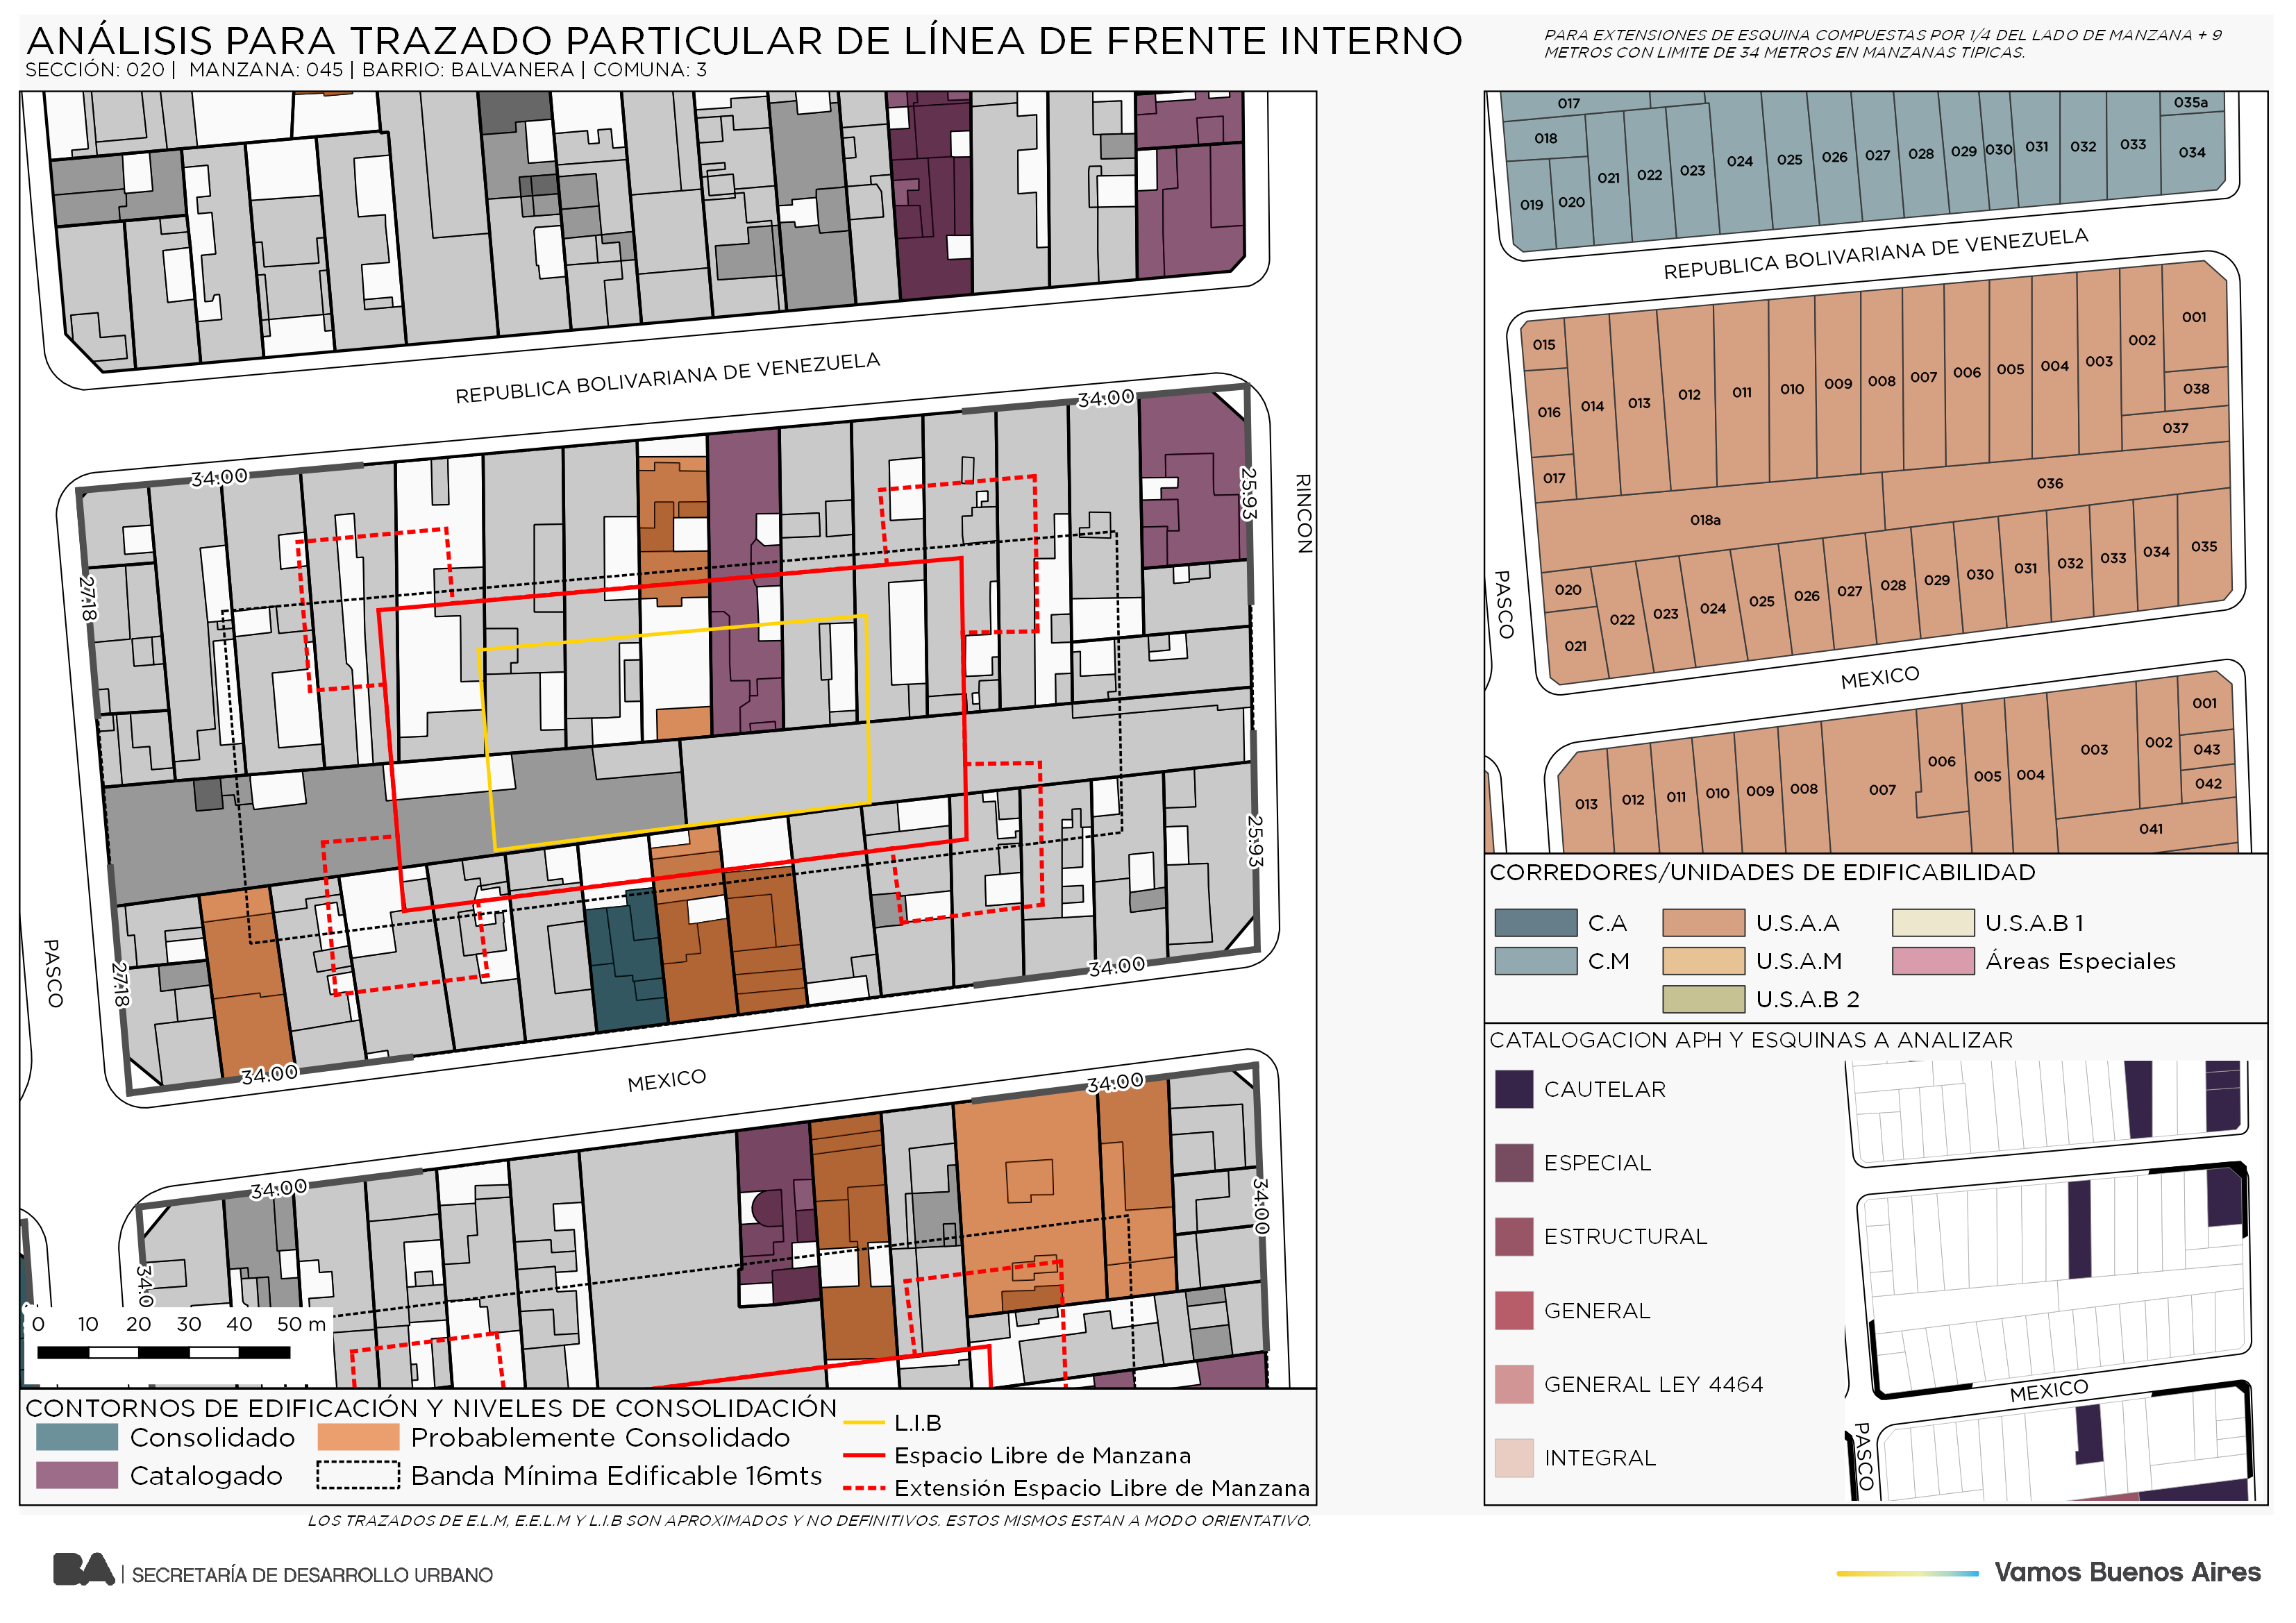 ANÁLISIS PARA TRAZADO PARTICULAR DE LÍNEA DE FRENTE INTERNO
SECCIÓN: 020 | MANZANA: 045 | BARRIO: BALVANERA | COMUNA: 3
PARA EXTENSIONES DE ESQUINA COMPUESTAS POR 1/4 DEL LADO DE MANZANA + 9
METROS CON LIMITE DE 34 METROS EN MANZANAS TIPICAS.
REPUBLICA BOLIVARIANA DE VENEZUELA
34.00
34.00
27.18
25.93
RINCON
PASCO
27.18
25.93
34.00
34.00
MEXICO
34.00
34.00
34.00
34.0
0 10 20 30 40 50 m
CONTORNOS DE EDIFICACIÓN Y NIVELES DE CONSOLIDACIÓN
Consolidado
Probablemente Consolidado
Catalogado
Banda Mínima Edificable 16mts
L.I.B
Espacio Libre de Manzana
Extensión Espacio Libre de Manzana
LOS TRAZADOS DE E.L.M, E.E.L.M Y L.I.B SON APROXIMADOS Y NO DEFINITIVOS. ESTOS MISMOS ESTAN A MODO ORIENTATIVO.
017 035a
018
019 020 021 022 023 024 025 026 027 028 029 030 031 032 033 034
REPUBLICA BOLIVARIANA DE VENEZUELA
015 014 013 012 011 010 009 008 007 006 005 004 003 002 001
016 038
017 037
018a 036
020
021 022 023 024 025 026 027 028 029 030 031 032 033 034 035
PASCO
MEXICO
013 012 011 010 009 008 007 006 005 004 003 002 001
043
042
041
CORREDORES/UNIDADES DE EDIFICABILIDAD
C.A U.S.A.A U.S.A.B 1
C.M U.S.A.M Áreas Especiales
U.S.A.B 2
CATALOGACION APH Y ESQUINAS A ANALIZAR
CAUTELAR
ESPECIAL
ESTRUCTURAL
GENERAL
GENERAL LEY 4464
INTEGRAL
MEXICO
PASCO
BA | SECRETARÍA DE DESARROLLO URBANO
Vamos Buenos Aires